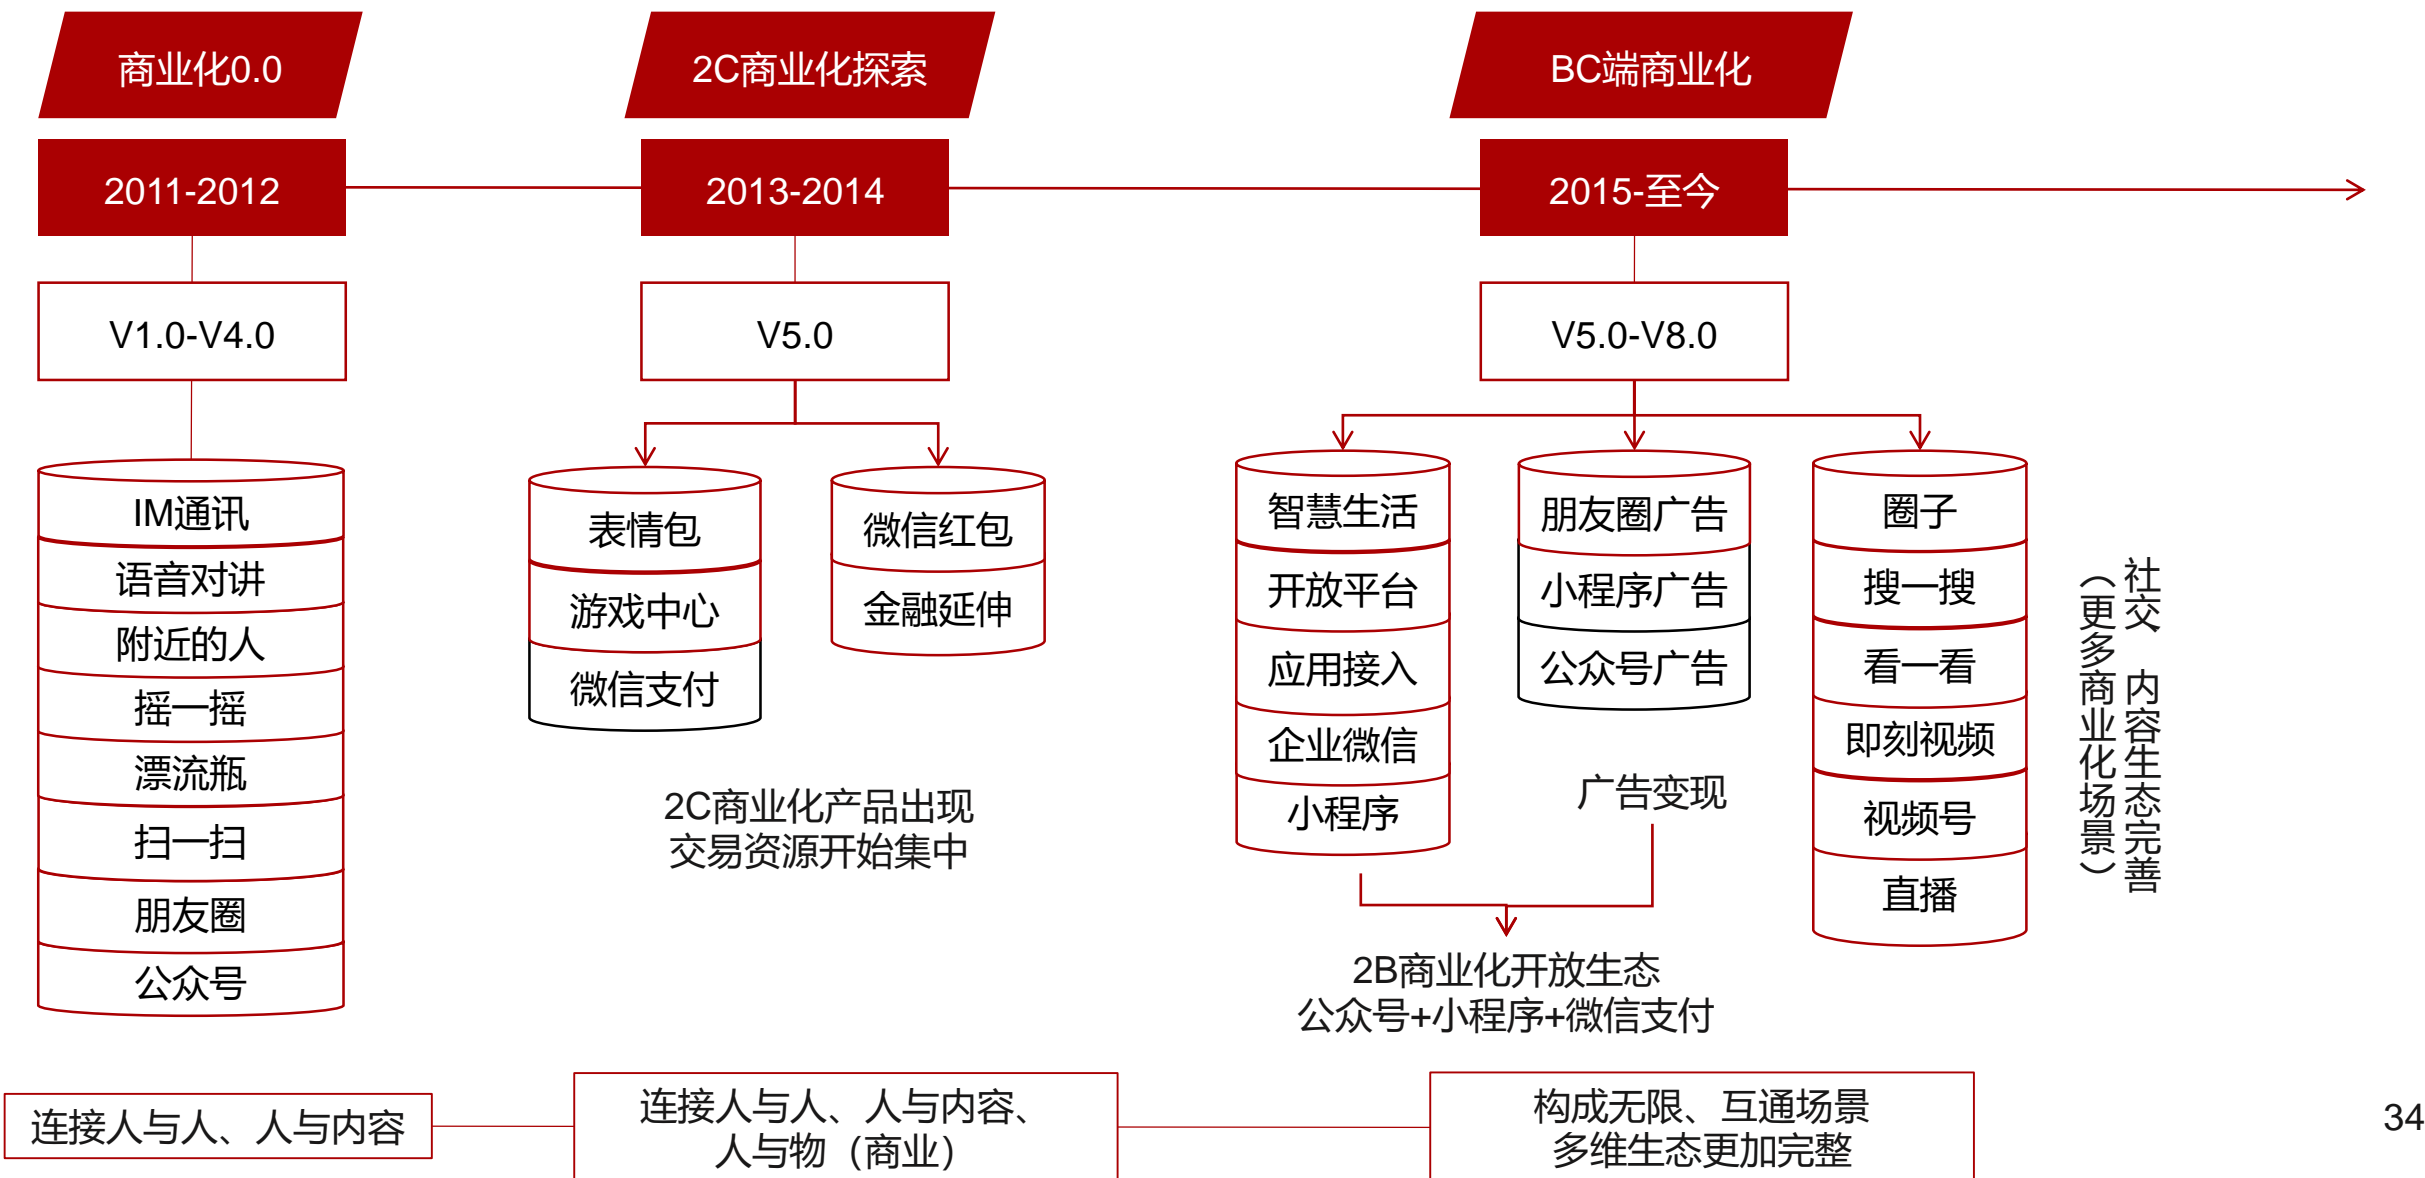 商业化0.0
2C商业化探索
BC端商业化
2011-2012
2013-2014
2015-至今
V1.0-V4.0
V5.0
V5.0-V8.0
IM通讯
语音对讲
附近的人
摇一摇
漂流瓶
扫一扫
朋友圈
公众号
表情包
游戏中心
微信支付
微信红包
金融延伸
2C商业化产品出现
交易资源开始集中
智慧生活
开放平台
应用接入
企业微信
小程序
朋友圈广告
小程序广告
公众号广告
广告变现
2B商业化开放生态
公众号+小程序+微信支付
圈子
搜一搜
看一看
即刻视频
视频号
直播
社交、内容生态完善
（更多商业化场景）
连接人与人、人与内容
连接人与人、人与内容、
人与物（商业）
构成无限、互通场景
多维生态更加完整
34